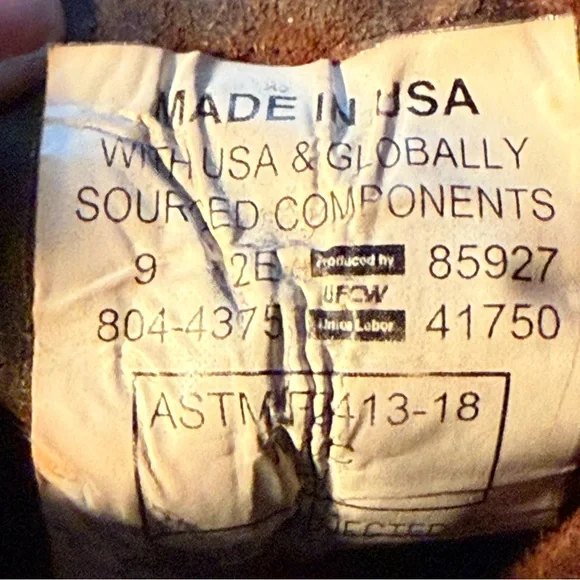 MADE IN USA
WITH USA & GLOBALLY
SOURCED COMPONENTS
9 2E Produced by 85927
UFCW
804-4375 Union Labor 41750
ASTM F2413-18